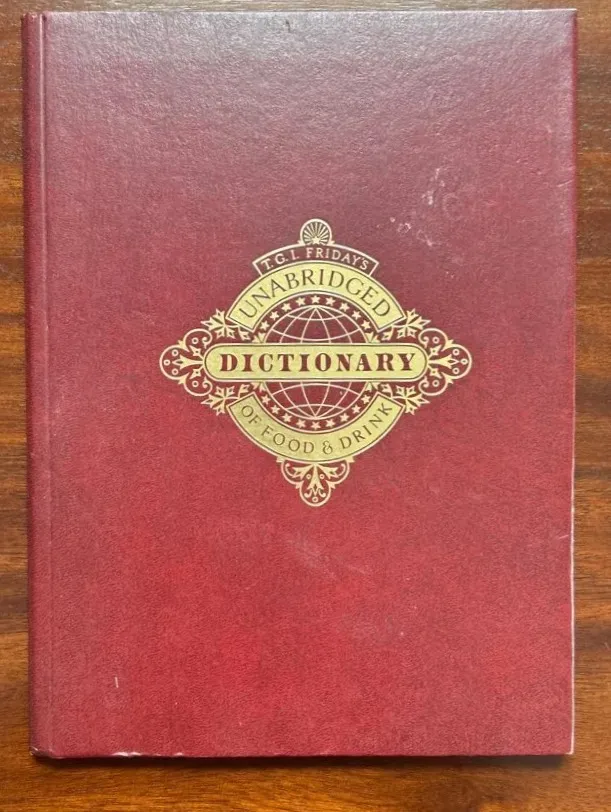 T.G.I. FRIDAY'S
UNABRIDGED
DICTIONARY
OF FOOD & DRINK